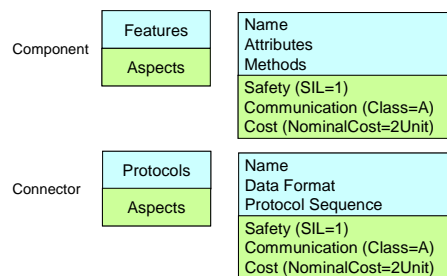 Component
Features
Aspects
Name
Attributes
Methods
Safety (SIL=1)
Communication (Class=A)
Cost (NominalCost=2Unit)
Connector
Protocols
Aspects
Name
Data Format
Protocol Sequence
Safety (SIL=1)
Communication (Class=A)
Cost (NominalCost=2Unit)